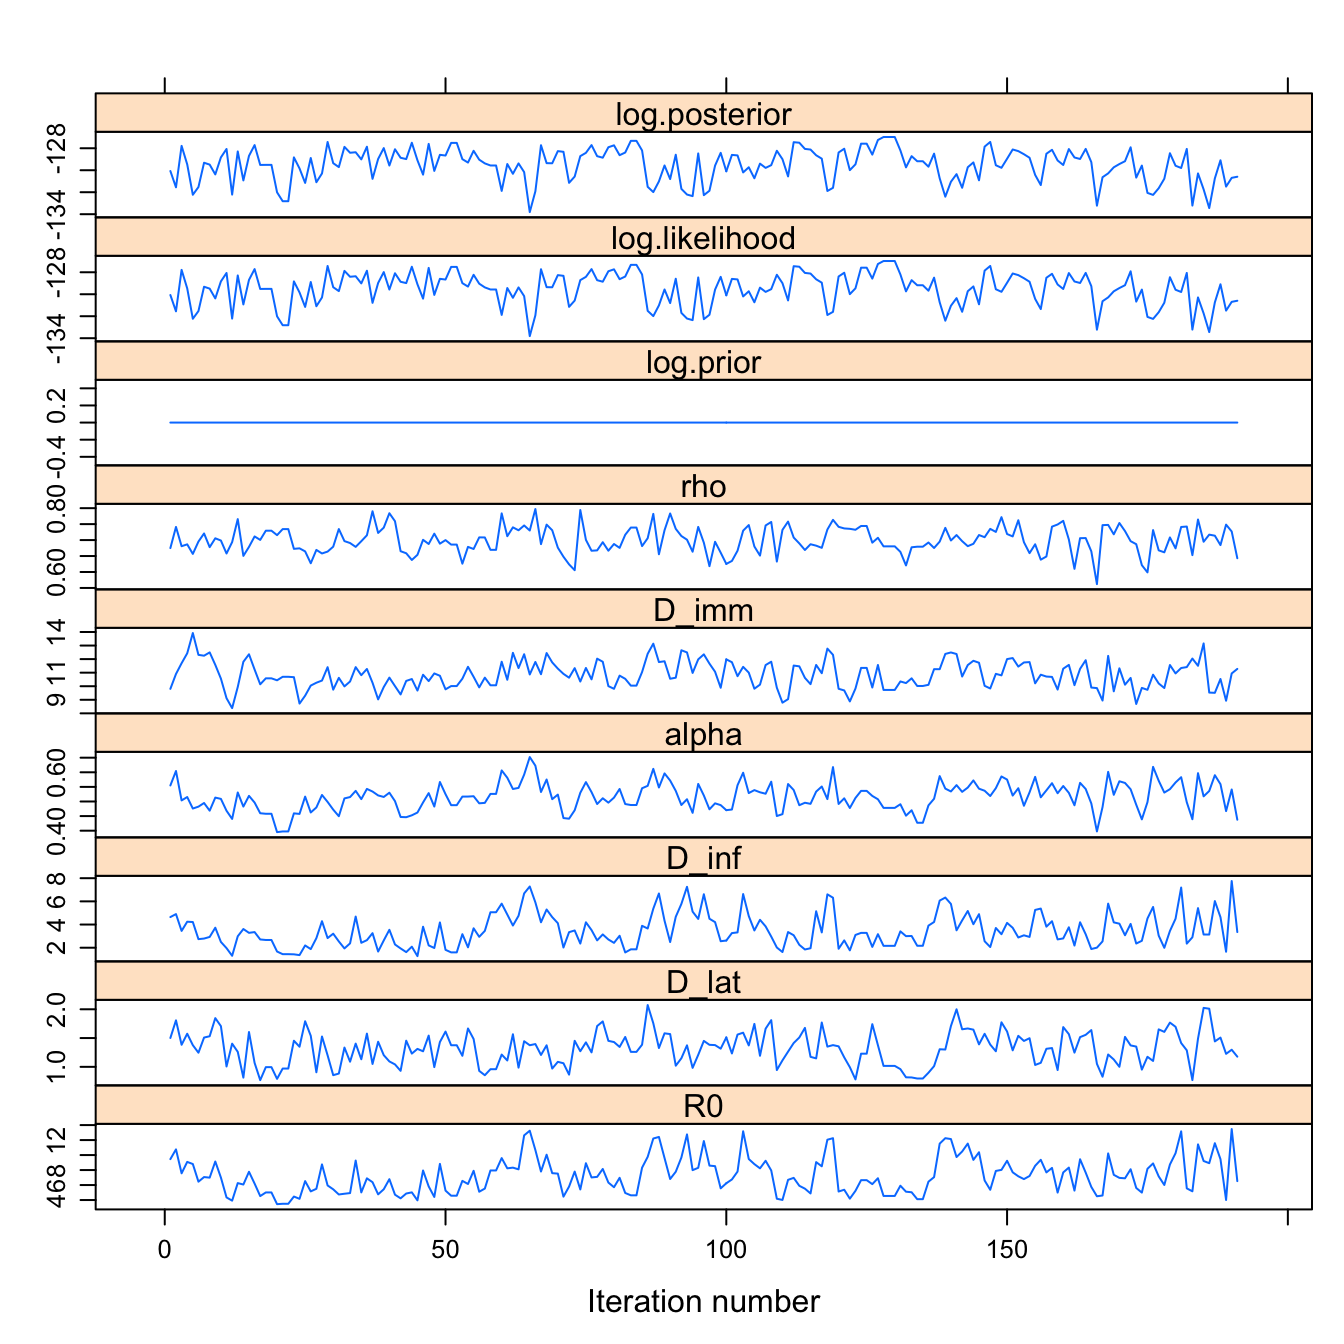 log.posterior
-134 -128
log.likelihood
-134 -128
log.prior
-0.4 0.2
rho
0.60 0.80
D_imm
9 11 14
alpha
0.40 0.60
D_inf
2 4 6 8
D_lat
1.0 2.0
R0
4 6 8 12
0 50 100 150
Iteration number